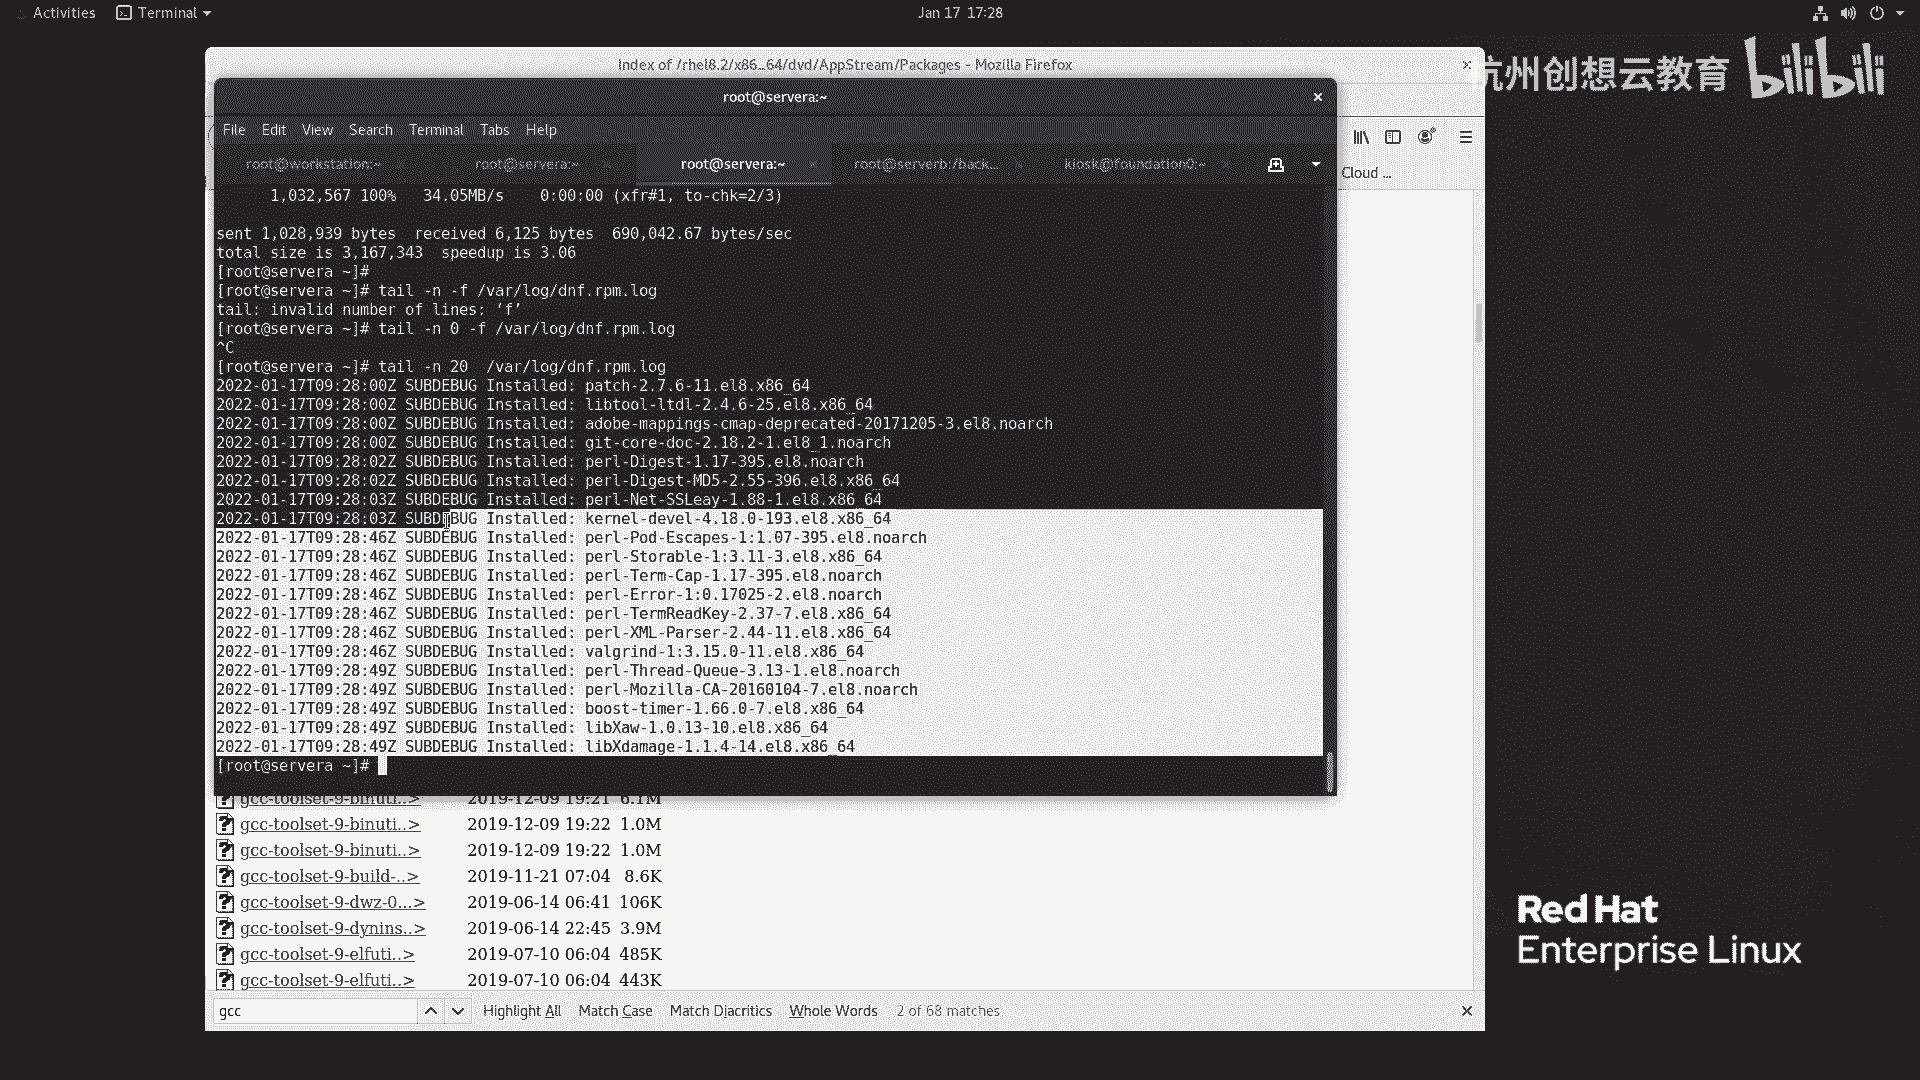 Activities Terminal Jan 17 17:28
Index of /rhel8.2/x86_64/dvd/AppStream/Packages - Mozilla Firefox
杭州创想云教育 bilibili
root@servera:~
File Edit View Search Terminal Tabs Help
root@workstation:~ root@servera:~ root@servera:~ root@serverb:/back... kiosk@foundation0:~
Cloud ...
1,032,567 100% 34.05MB/s 0:00:00 (xfr#1, to-chk=2/3)
sent 1,028,939 bytes received 6,125 bytes 690,042.67 bytes/sec
total size is 3,167,343 speedup is 3.06
[root@servera ~]#
[root@servera ~]# tail -n -f /var/log/dnf.rpm.log
tail: invalid number of lines: ‘f’
[root@servera ~]# tail -n 0 -f /var/log/dnf.rpm.log
^C
[root@servera ~]# tail -n 20 /var/log/dnf.rpm.log
2022-01-17T09:28:00Z SUBDEBUG Installed: patch-2.7.6-11.el8.x86_64
2022-01-17T09:28:00Z SUBDEBUG Installed: libtool-ltdl-2.4.6-25.el8.x86_64
2022-01-17T09:28:00Z SUBDEBUG Installed: adobe-mappings-cmap-deprecated-20171205-3.el8.noarch
2022-01-17T09:28:00Z SUBDEBUG Installed: git-core-doc-2.18.2-1.el8_1.noarch
2022-01-17T09:28:02Z SUBDEBUG Installed: perl-Digest-1.17-395.el8.noarch
2022-01-17T09:28:02Z SUBDEBUG Installed: perl-Digest-MD5-2.55-396.el8.x86_64
2022-01-17T09:28:03Z SUBDEBUG Installed: perl-Net-SSLeay-1.88-1.el8.x86_64
2022-01-17T09:28:03Z SUBDEBUG Installed: kernel-devel-4.18.0-193.el8.x86_64
2022-01-17T09:28:46Z SUBDEBUG Installed: perl-Pod-Escapes-1:1.07-395.el8.noarch
2022-01-17T09:28:46Z SUBDEBUG Installed: perl-Storable-1:3.11-3.el8.x86_64
2022-01-17T09:28:46Z SUBDEBUG Installed: perl-Term-Cap-1.17-395.el8.noarch
2022-01-17T09:28:46Z SUBDEBUG Installed: perl-Error-1:0.17025-2.el8.noarch
2022-01-17T09:28:46Z SUBDEBUG Installed: perl-TermReadKey-2.37-7.el8.x86_64
2022-01-17T09:28:46Z SUBDEBUG Installed: perl-XML-Parser-2.44-11.el8.x86_64
2022-01-17T09:28:46Z SUBDEBUG Installed: valgrind-1:3.15.0-11.el8.x86_64
2022-01-17T09:28:49Z SUBDEBUG Installed: perl-Thread-Queue-3.13-1.el8.noarch
2022-01-17T09:28:49Z SUBDEBUG Installed: perl-Mozilla-CA-20160104-7.el8.noarch
2022-01-17T09:28:49Z SUBDEBUG Installed: boost-timer-1.66.0-7.el8.x86_64
2022-01-17T09:28:49Z SUBDEBUG Installed: libXaw-1.0.13-10.el8.x86_64
2022-01-17T09:28:49Z SUBDEBUG Installed: libXdamage-1.1.4-14.el8.x86_64
[root@servera ~]#
gcc-toolset-9-binuti..> 2019-12-09 19:21 6.1M
gcc-toolset-9-binuti..> 2019-12-09 19:22 1.0M
gcc-toolset-9-binuti..> 2019-12-09 19:22 1.0M
gcc-toolset-9-build-..> 2019-11-21 07:04 8.6K
gcc-toolset-9-dwz-0...> 2019-06-14 06:41 106K
gcc-toolset-9-dynins..> 2019-06-14 22:45 3.9M
gcc-toolset-9-elfuti..> 2019-07-10 06:04 485K
gcc-toolset-9-elfuti..> 2019-07-10 06:04 443K
Red Hat
Enterprise Linux
gcc Highlight All Match Case Match Diacritics Whole Words 2 of 68 matches